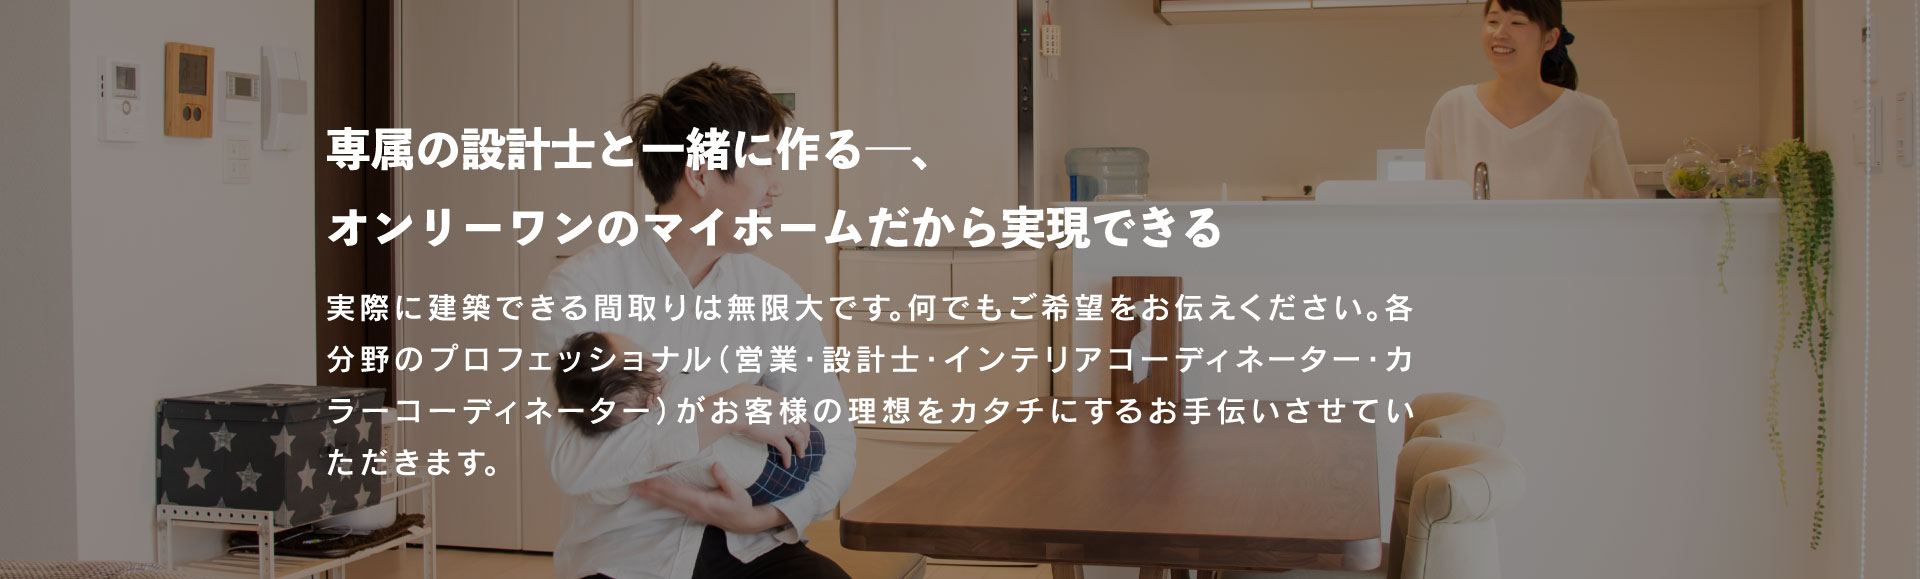 専属の設計士と一緒に作る─、
オンリーワンのマイホームだから実現できる
実際に建築できる間取りは無限大です。何でもご希望をお伝えください。各
分野のプロフェッショナル（営業・設計士・インテリアコーディネーター・カ
ラーコーディネーター）がお客様の理想をカタチにするお手伝いさせてい
ただきます。